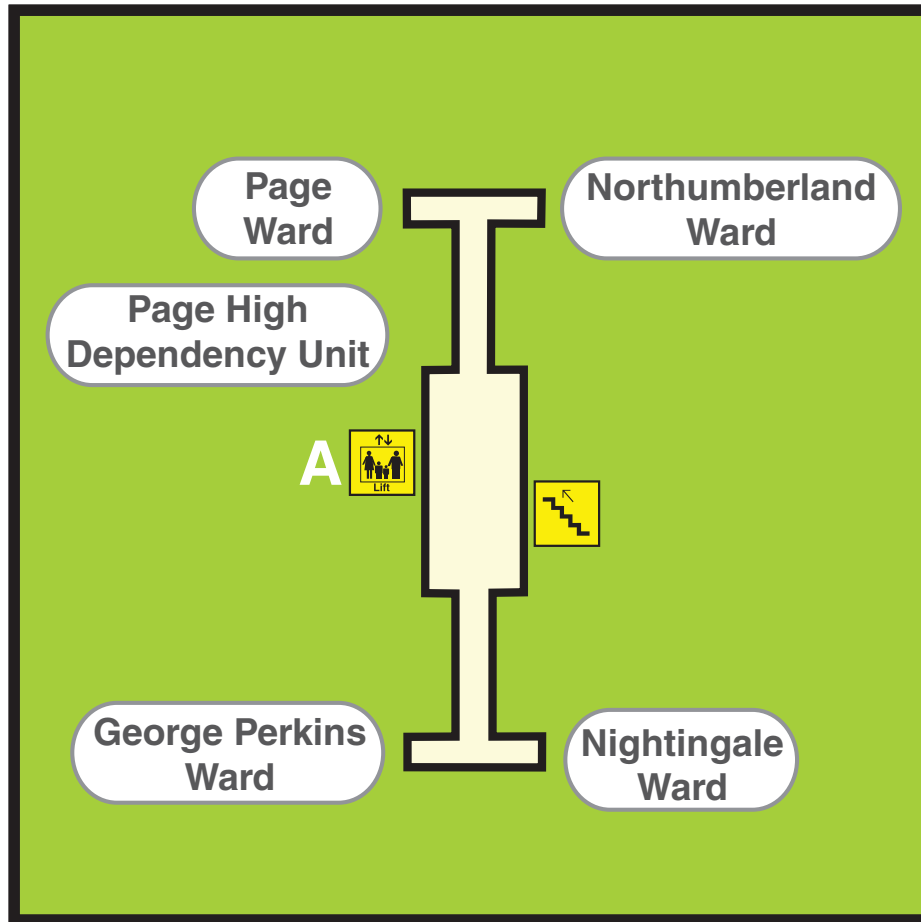 Page
Ward
Northumberland
Ward
Page High
Dependency Unit
A
Lift
George Perkins
Ward
Nightingale
Ward